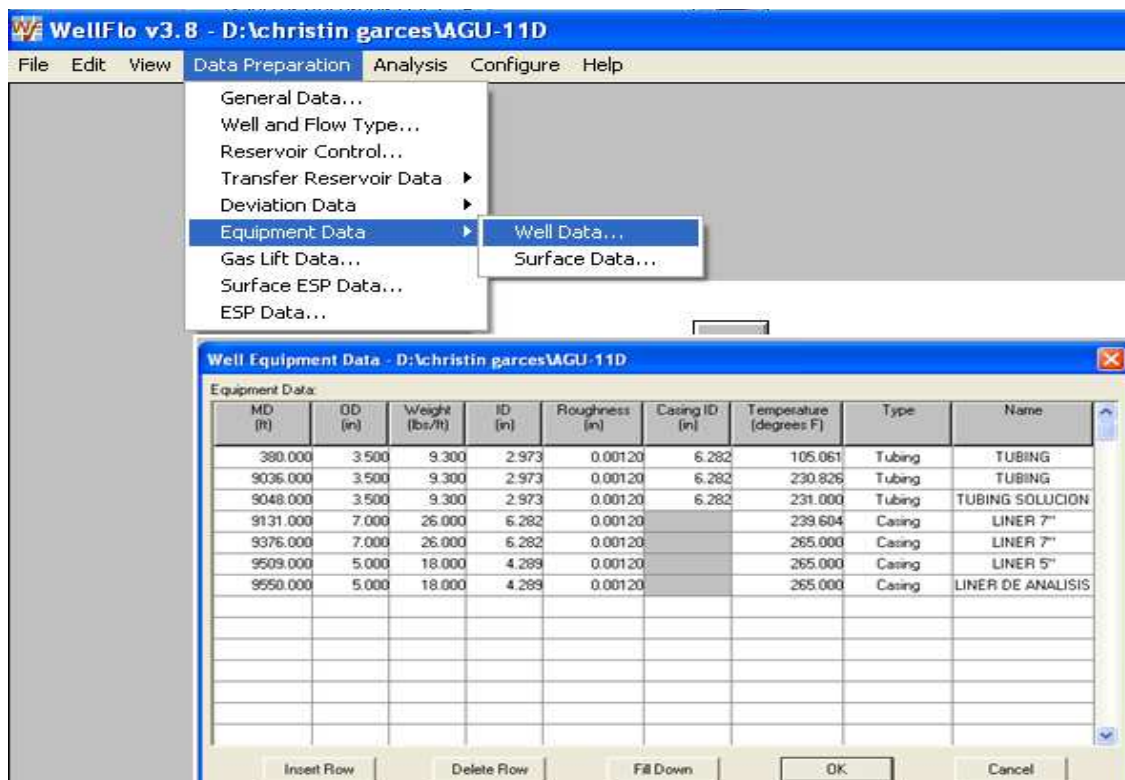 WellFlo v3.8 - D:\christin garces\AGU-11D
File Edit View Data Preparation Analysis Configure Help
General Data...
Well and Flow Type...
Reservoir Control...
Transfer Reservoir Data
Deviation Data
Equipment Data
Well Data...
Surface Data...
Gas Lift Data...
Surface ESP Data...
ESP Data...
Well Equipment Data - D:\christin garces\AGU-11D
Equipment Data:
MD (ft) OD (in) Weight (lbs/ft) ID (in) Roughness (in) Casing ID (in) Temperature (degrees F) Type Name
380.000 3.500 9.300 2.973 0.00120 6.282 105.061 Tubing TUBING
9036.000 3.500 9.300 2.973 0.00120 6.282 230.826 Tubing TUBING
9048.000 3.500 9.300 2.973 0.00120 6.282 231.000 Tubing TUBING SOLUCION
9131.000 7.000 26.000 6.282 0.00120 239.604 Casing LINER 7"
9376.000 7.000 26.000 6.282 0.00120 265.000 Casing LINER 7"
9509.000 5.000 18.000 4.289 0.00120 265.000 Casing LINER 5"
9550.000 5.000 18.000 4.289 0.00120 265.000 Casing LINER DE ANALISIS
Insert Row Delete Row Fill Down OK Cancel